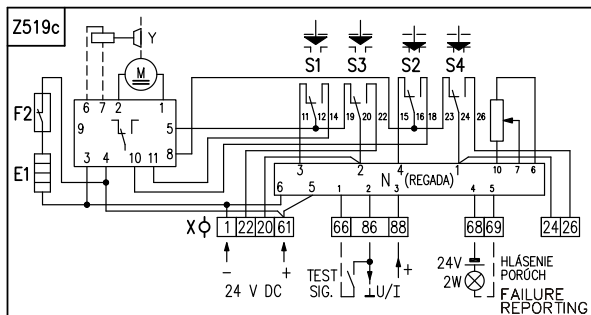 Z519c
Y
M
S1 S3 S2 S4
6 7 2 1
9 5
8
3 4 10 11
F2
E1
11 12 14 19 20 22 15 16 18 23 24 26
3 2 4 1 10 7 6
N (REGADA)
6 5 1 2 3 4 5
X 1 22 20 61 66 86 88 68 69 24 26
− +
24 V DC
TEST
SIG.
U/I
+
24V
2W
HLÁSENIE
PORÚCH
FAILURE
REPORTING